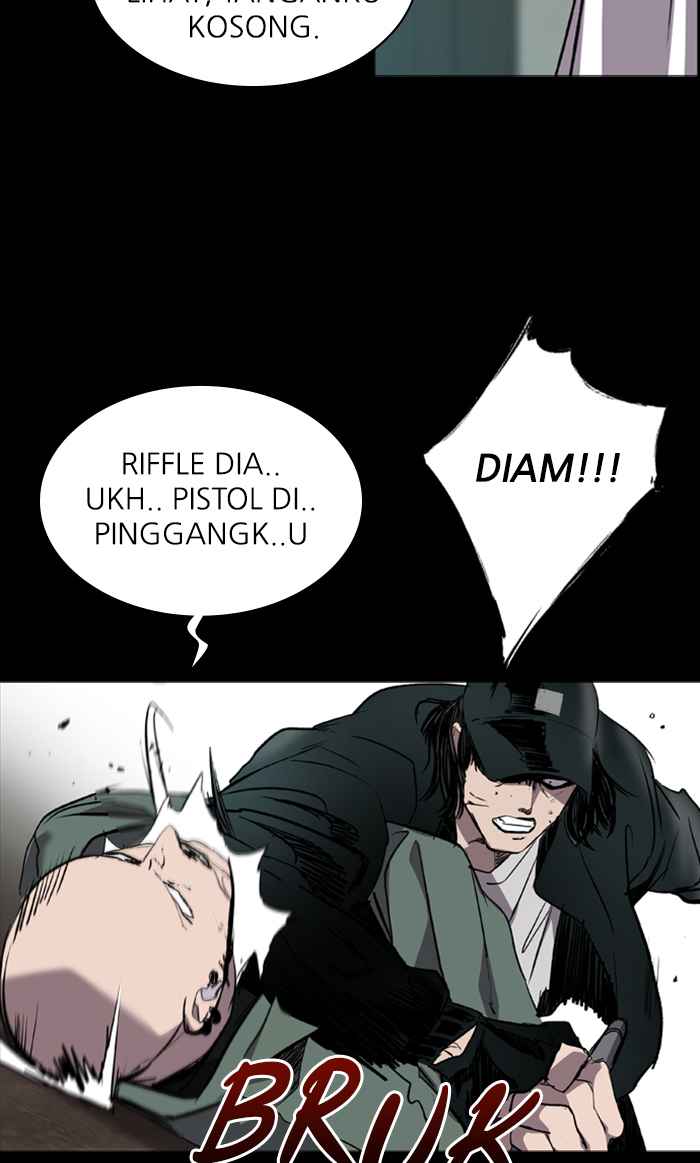 KOSONG.
DIAM!!!
RIFFLE DIA..
UKH.. PISTOL DI..
PINGGANGK..U
BRUK